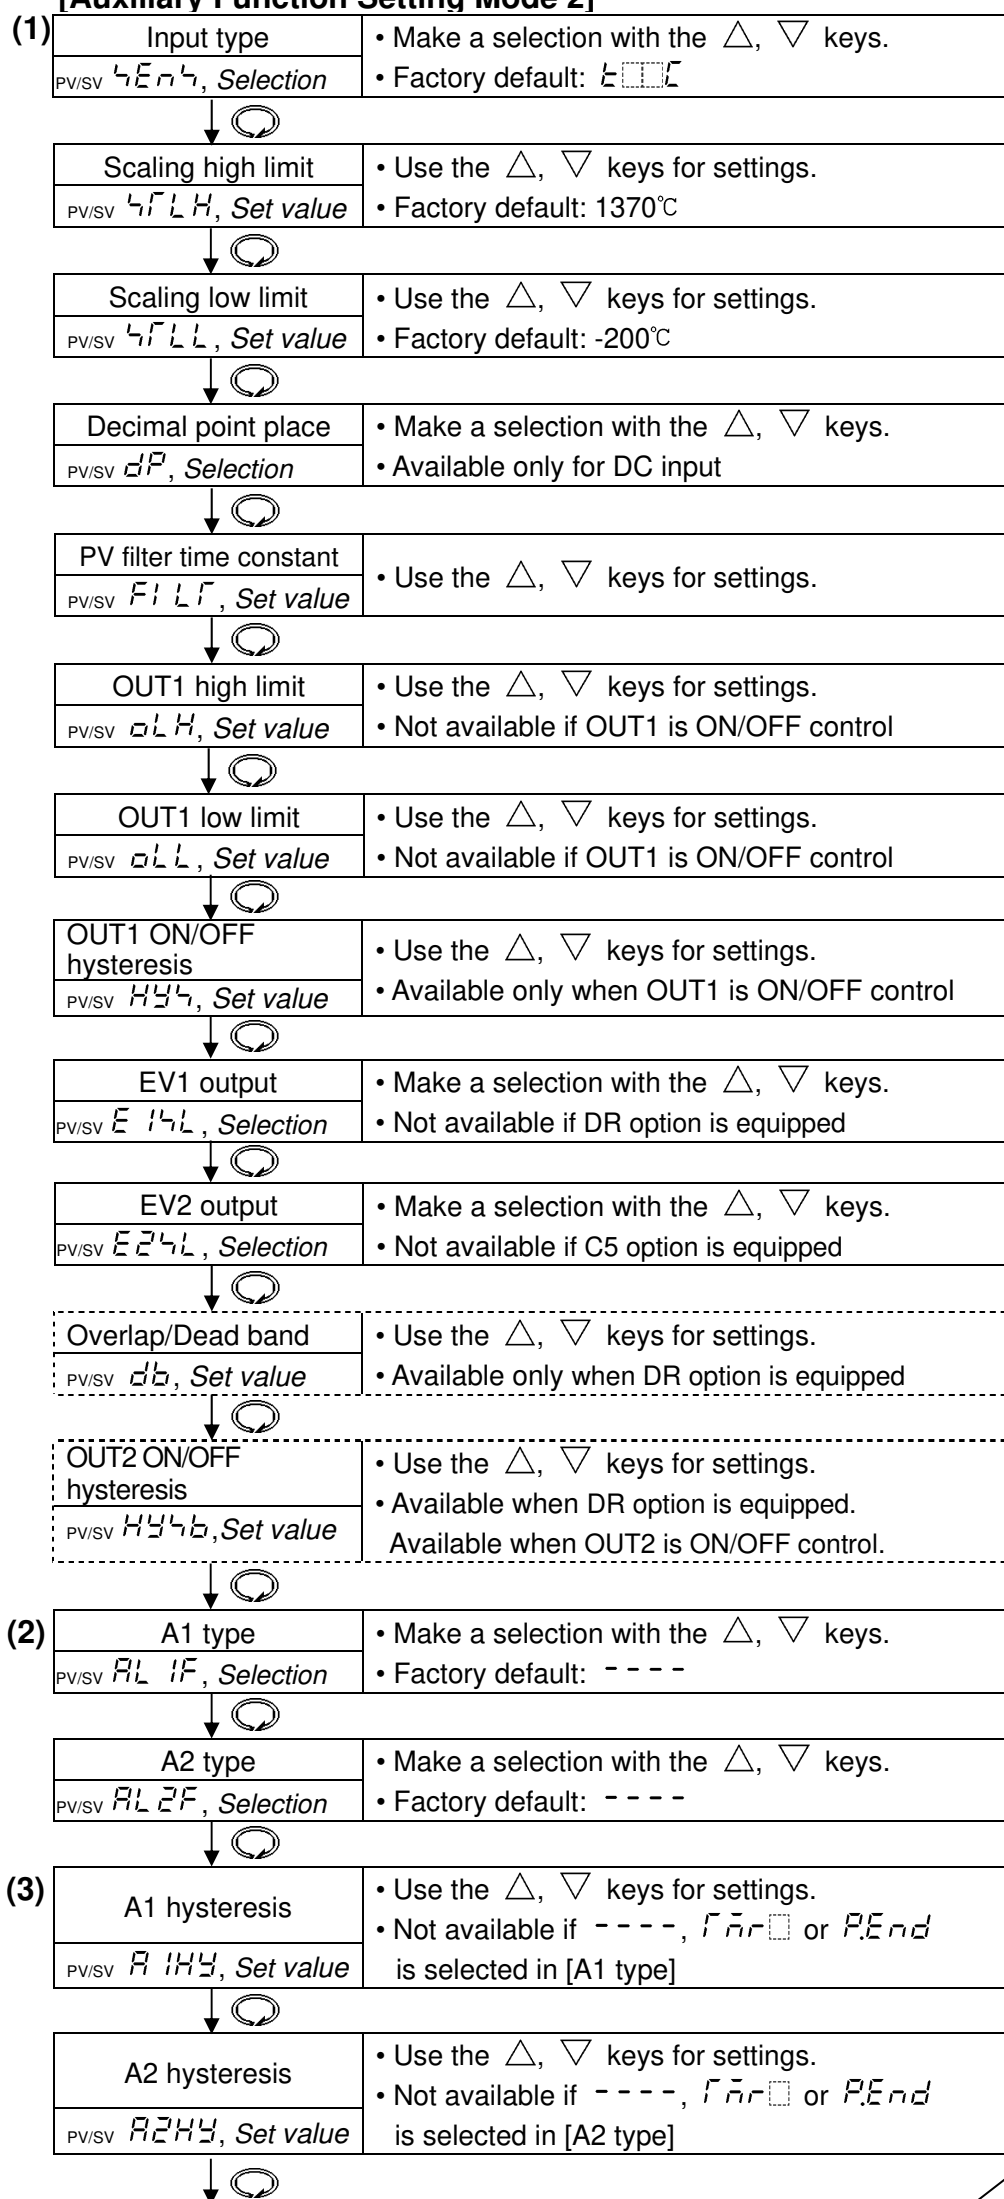 [Auxiliary Function Setting Mode 2]
(1)
Input type
• Make a selection with the △, ▽ keys.
PV/SV SEnS, Selection
• Factory default: E□□C
Scaling high limit
• Use the △, ▽ keys for settings.
PV/SV SFLH, Set value
• Factory default: 1370℃
Scaling low limit
• Use the △, ▽ keys for settings.
PV/SV SFLL, Set value
• Factory default: -200℃
Decimal point place
• Make a selection with the △, ▽ keys.
PV/SV dP, Selection
• Available only for DC input
PV filter time constant
• Use the △, ▽ keys for settings.
PV/SV FILT, Set value
OUT1 high limit
• Use the △, ▽ keys for settings.
PV/SV oLH, Set value
• Not available if OUT1 is ON/OFF control
OUT1 low limit
• Use the △, ▽ keys for settings.
PV/SV oLL, Set value
• Not available if OUT1 is ON/OFF control
OUT1 ON/OFF
hysteresis
• Use the △, ▽ keys for settings.
PV/SV HYS, Set value
• Available only when OUT1 is ON/OFF control
EV1 output
• Make a selection with the △, ▽ keys.
PV/SV E1SL, Selection
• Not available if DR option is equipped
EV2 output
• Make a selection with the △, ▽ keys.
PV/SV E2SL, Selection
• Not available if C5 option is equipped
Overlap/Dead band
• Use the △, ▽ keys for settings.
PV/SV db, Set value
• Available only when DR option is equipped
OUT2 ON/OFF
hysteresis
• Use the △, ▽ keys for settings.
• Available when DR option is equipped.
PV/SV HYSb, Set value
Available when OUT2 is ON/OFF control.
(2)
A1 type
• Make a selection with the △, ▽ keys.
PV/SV AL1F, Selection
• Factory default: ----
A2 type
• Make a selection with the △, ▽ keys.
PV/SV AL2F, Selection
• Factory default: ----
(3)
A1 hysteresis
• Use the △, ▽ keys for settings.
• Not available if ----, Tmr□ or P.End
PV/SV A1HY, Set value
is selected in [A1 type]
A2 hysteresis
• Use the △, ▽ keys for settings.
• Not available if ----, Tmr□ or P.End
PV/SV A2HY, Set value
is selected in [A2 type]